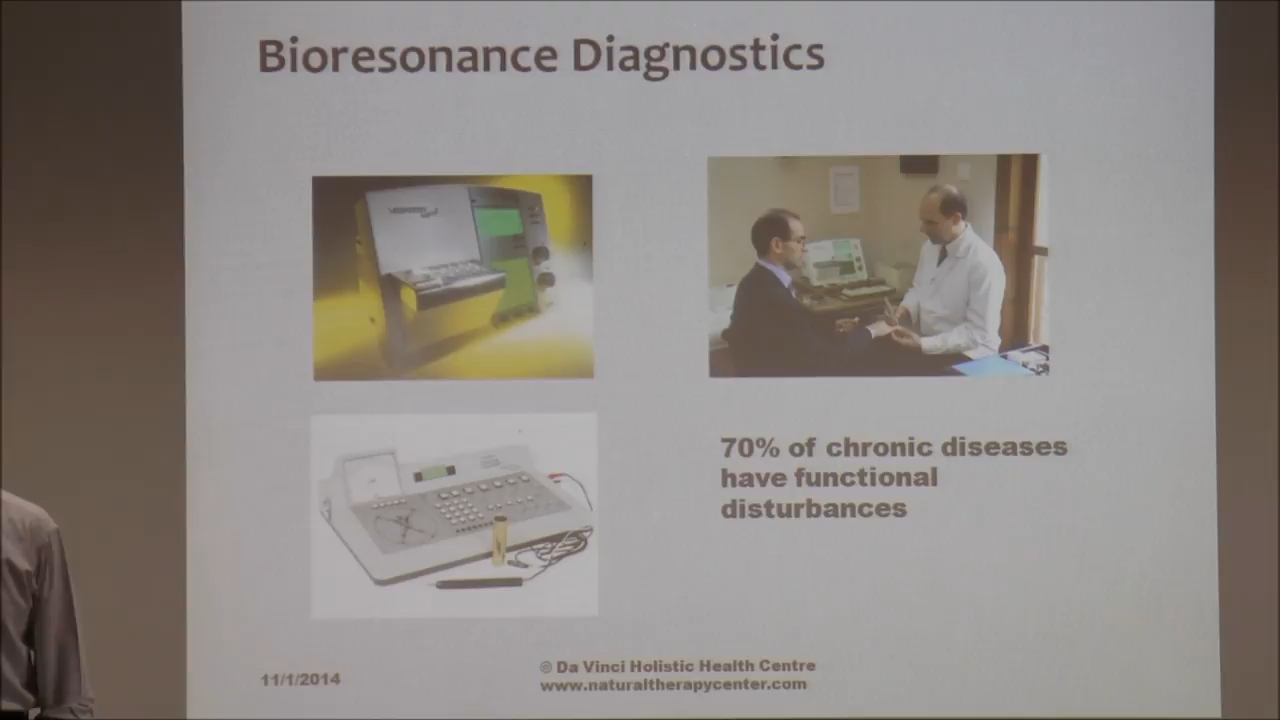 Bioresonance Diagnostics
70% of chronic diseases
have functional
disturbances
11/1/2014
© Da Vinci Holistic Health Centre
www.naturaltherapycenter.com